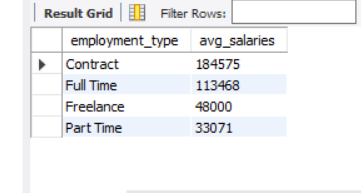 Result Grid Filter Rows:
employment_type avg_salaries
Contract 184575
Full Time 113468
Freelance 48000
Part Time 33071